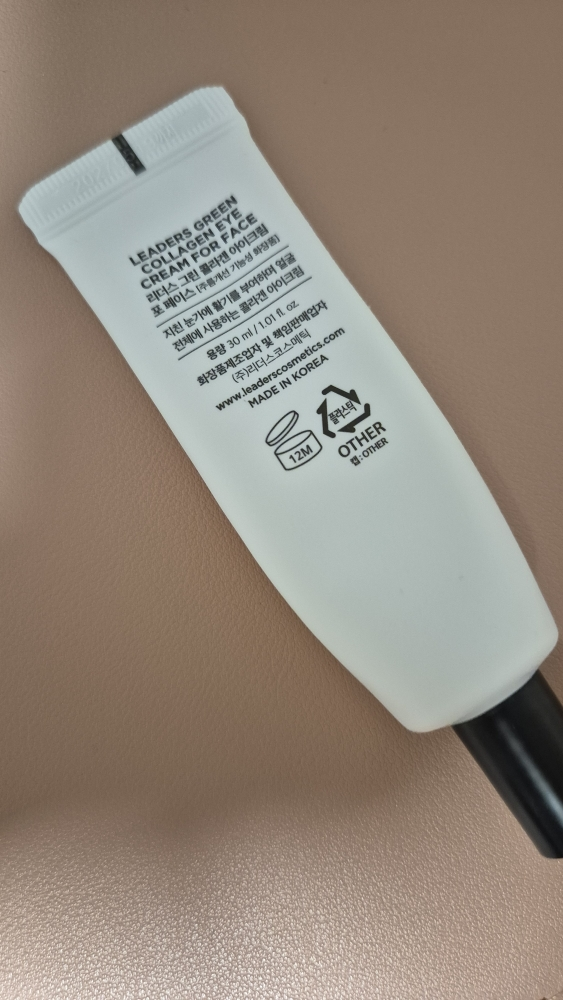 LEADERS GREEN
COLLAGEN EYE
CREAM FOR FACE
리더스 그린 콜라겐 아이크림
포 페이스 [주름개선 기능성 화장품]
지친 눈가에 활기를 부여하며 얼굴
전체에 사용하는 콜라겐 아이크림
용량 30 ml / 1.01 fl. oz.
화장품제조업자 및 책임판매업자
(주)리더스코스메틱
www.leaderscosmetics.com
MADE IN KOREA
12M
플라스틱
OTHER
캡 : OTHER